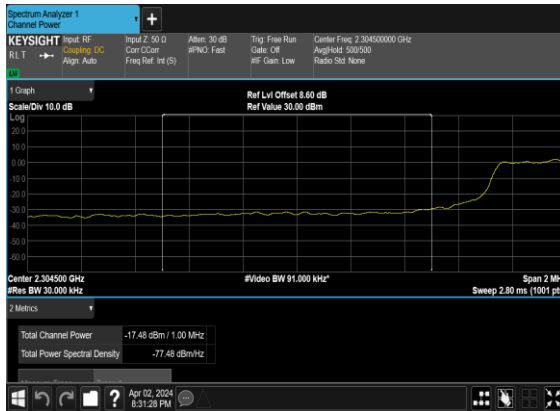 Spectrum Analyzer 1
Channel Power
+
KEYSIGHT Input: RF Input Z: 50 Ω Atten: 30 dB Trig: Free Run Center Freq: 2.304500000 GHz
RLT Coupling: DC Corr CCorr #PNO: Fast Gate: Off Avg|Hold: 500/500
Align: Auto Freq Ref: Int (S) #IF Gain: Low Radio Std: None
1 Graph
Ref Lvl Offset 8.60 dB
Scale/Div 10.0 dB Ref Value 30.00 dBm
Log
20.0
10.0
0.00
-10.0
-20.0
-30.0
-40.0
-50.0
-60.0
Center 2.304500 GHz #Video BW 91.000 kHz* Span 2 MH
#Res BW 30.000 kHz Sweep 2.80 ms (1001 pt
2 Metrics
Total Channel Power -17.48 dBm / 1.00 MHz
Total Power Spectral Density -77.48 dBm/Hz
?
Apr 02, 2024
8:31:28 PM